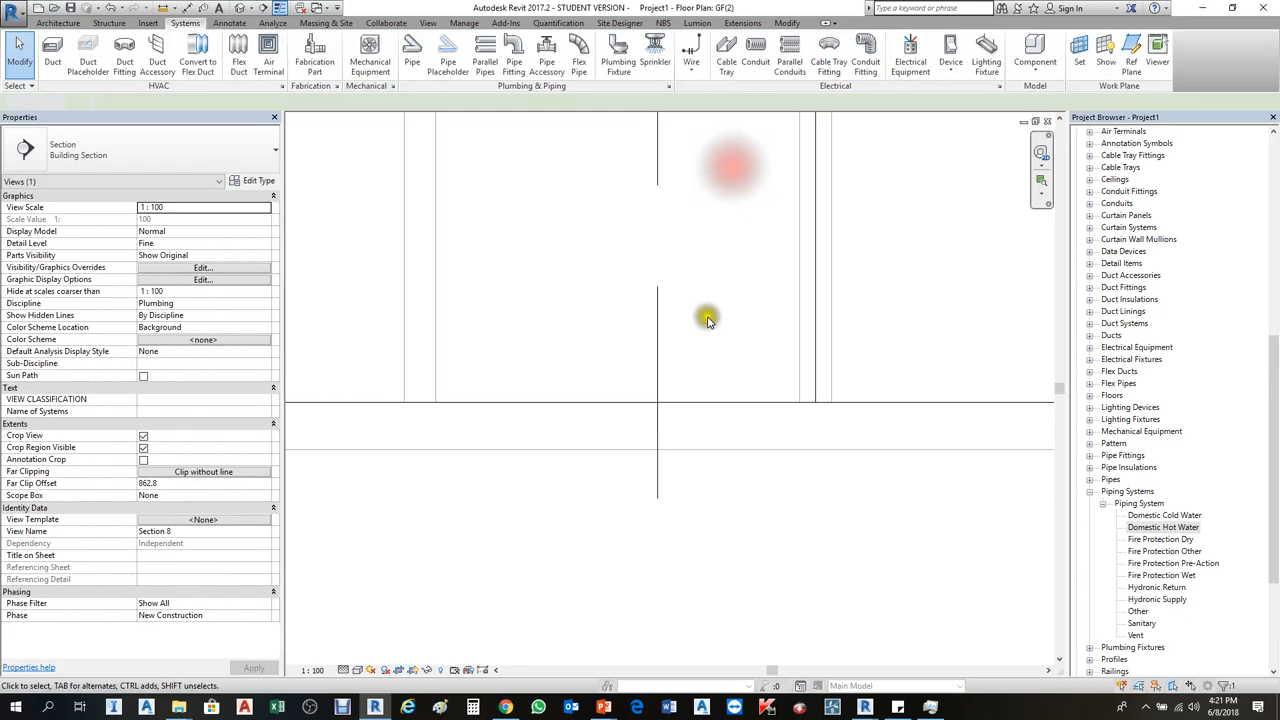 Autodesk Revit 2017.2 - STUDENT VERSION - Project1 - Floor Plan: GF(2)
Type a keyword or phrase
Sign In
Architecture Structure Insert Systems Annotate Analyze Massing & Site Collaborate View Manage Add-Ins Quantification Site Designer NBS Lumion Extensions Modify
Modify
Duct
Duct Placeholder
Duct Fitting
Duct Accessory
Convert to Flex Duct
Flex Duct
Air Terminal
Fabrication Part
Mechanical Equipment
Pipe
Pipe Placeholder
Parallel Pipes
Pipe Fitting
Pipe Accessory
Flex Pipe
Plumbing Fixture
Sprinkler
Wire
Cable Tray
Conduit
Parallel Conduits
Cable Tray Fitting
Conduit Fitting
Electrical Equipment
Device
Lighting Fixture
Component
Set
Show
Ref Plane
Viewer
Select HVAC Fabrication Mechanical Plumbing & Piping Electrical Model Work Plane
Properties
Section
Building Section
Views (1)
Edit Type
Graphics
View Scale 1 : 100
Scale Value 1: 100
Display Model Normal
Detail Level Fine
Parts Visibility Show Original
Visibility/Graphics Overrides Edit...
Graphic Display Options Edit...
Hide at scales coarser than 1 : 100
Discipline Plumbing
Show Hidden Lines By Discipline
Color Scheme Location Background
Color Scheme <none>
Default Analysis Display Style None
Sub-Discipline
Sun Path
Text
VIEW CLASSIFICATION
Name of Systems
Extents
Crop View
Crop Region Visible
Annotation Crop
Far Clipping Clip without line
Far Clip Offset 862.8
Scope Box None
Identity Data
View Template <None>
View Name Section 8
Dependency Independent
Title on Sheet
Referencing Sheet
Referencing Detail
Phasing
Phase Filter Show All
Phase New Construction
Properties help
Apply
Project Browser - Project1
Air Terminals
Annotation Symbols
Cable Tray Fittings
Cable Trays
Ceilings
Conduit Fittings
Conduits
Curtain Panels
Curtain Systems
Curtain Wall Mullions
Data Devices
Detail Items
Duct Accessories
Duct Fittings
Duct Insulations
Duct Linings
Duct Systems
Ducts
Electrical Equipment
Electrical Fixtures
Flex Ducts
Flex Pipes
Floors
Lighting Devices
Lighting Fixtures
Mechanical Equipment
Pattern
Pipe Fittings
Pipe Insulations
Pipes
Piping Systems
Piping System
Domestic Cold Water
Domestic Hot Water
Fire Protection Dry
Fire Protection Other
Fire Protection Pre-Action
Fire Protection Wet
Hydronic Return
Hydronic Supply
Other
Sanitary
Vent
Plumbing Fixtures
Profiles
Railings
1 : 100
Click to select, TAB for alternates, CTRL adds, SHIFT unselects.
:0
Main Model
:1
4:21 PM
6/8/2018